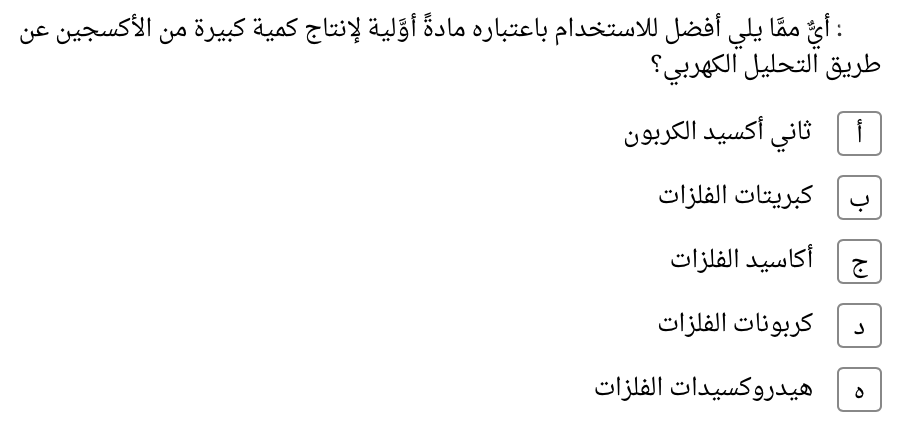 : أيٌّ ممَّا يلي أفضل للاستخدام باعتباره مادةً أوَّلية لإنتاج كمية كبيرة من الأكسجين عن
طريق التحليل الكهربي؟
أ ثاني أكسيد الكربون
ب كبريتات الفلزات
ج أكاسيد الفلزات
د كربونات الفلزات
ه هيدروكسيدات الفلزات